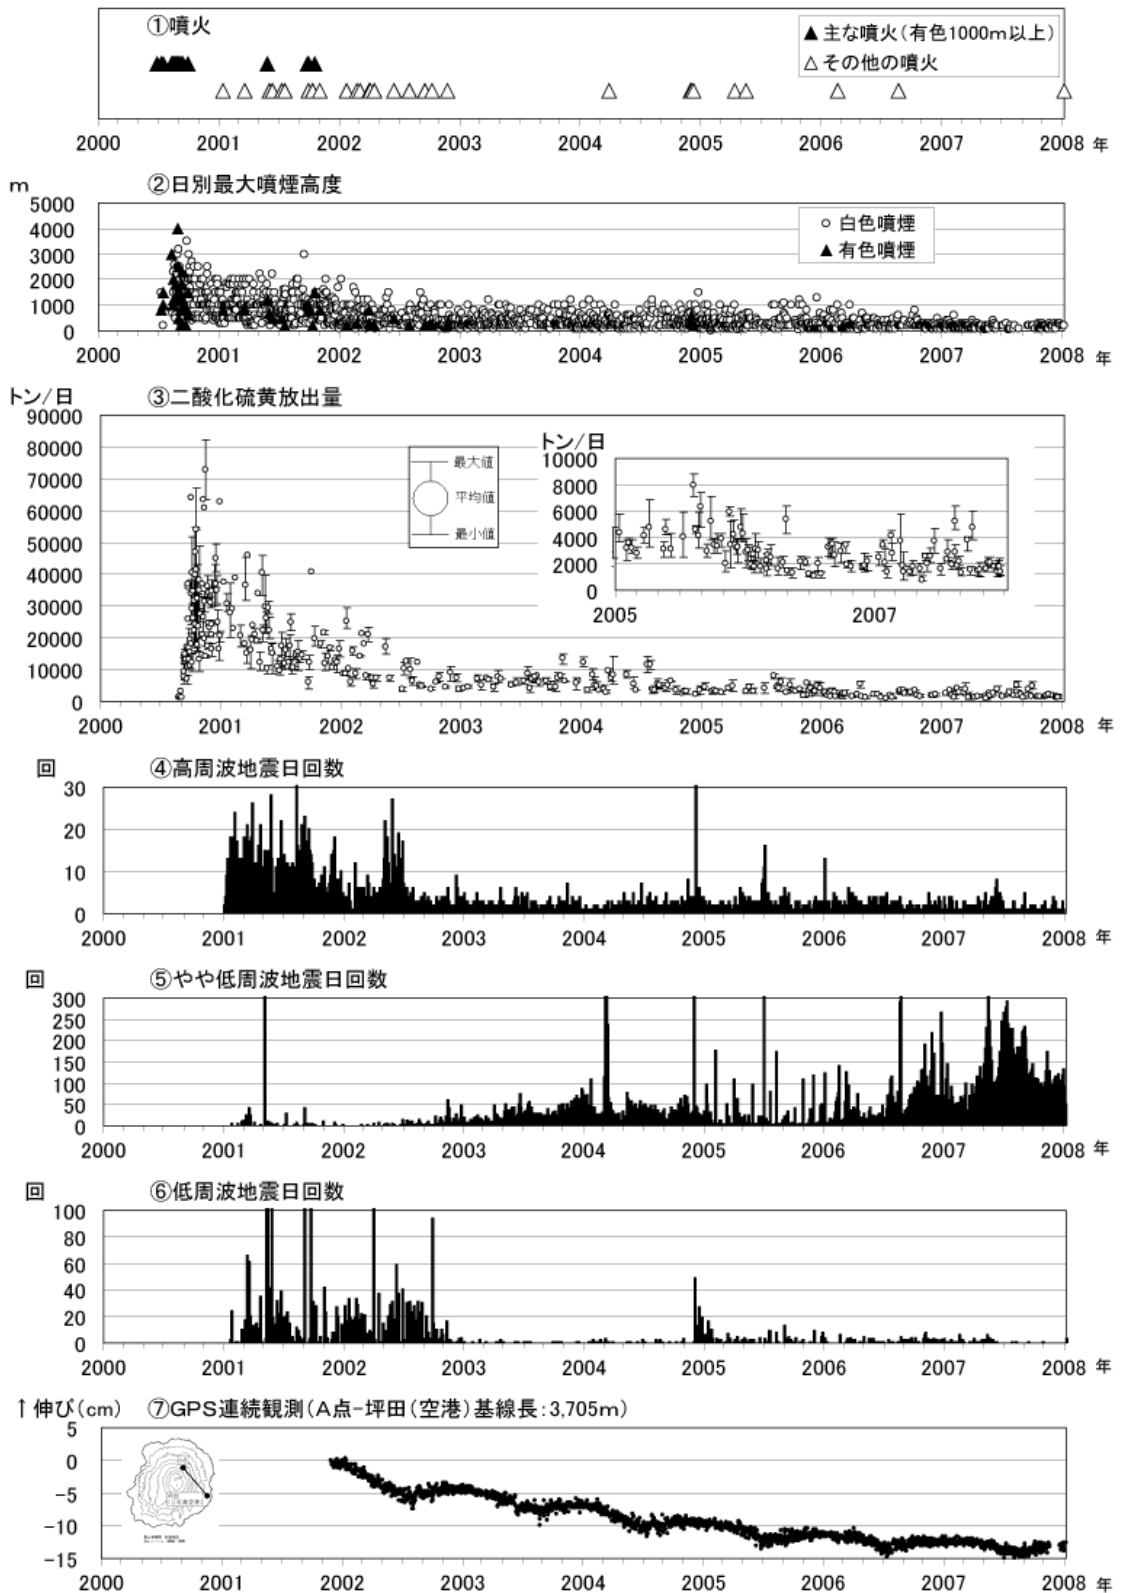 ①噴火
▲主な噴火(有色1000m以上)
△その他の噴火
2000 2001 2002 2003 2004 2005 2006 2007 2008 年
m ②日別最大噴煙高度
5000
4000
3000
2000
1000
0
○ 白色噴煙
▲ 有色噴煙
2000 2001 2002 2003 2004 2005 2006 2007 2008 年
トン/日 ③二酸化硫黄放出量
90000
80000
70000
60000
50000
40000
30000
20000
10000
0
最大値
平均値
最小値
トン/日
10000
8000
6000
4000
2000
0
2005 2007
2000 2001 2002 2003 2004 2005 2006 2007 2008 年
回 ④高周波地震日回数
30
20
10
0
2000 2001 2002 2003 2004 2005 2006 2007 2008 年
回 ⑤やや低周波地震日回数
300
250
200
150
100
50
0
2000 2001 2002 2003 2004 2005 2006 2007 2008 年
回 ⑥低周波地震日回数
100
80
60
40
20
0
2000 2001 2002 2003 2004 2005 2006 2007 2008 年
↑伸び(cm) ⑦GPS連続観測(A点-坪田(空港)基線長:3,705m)
5
0
-5
-10
-15
2000 2001 2002 2003 2004 2005 2006 2007 2008 年